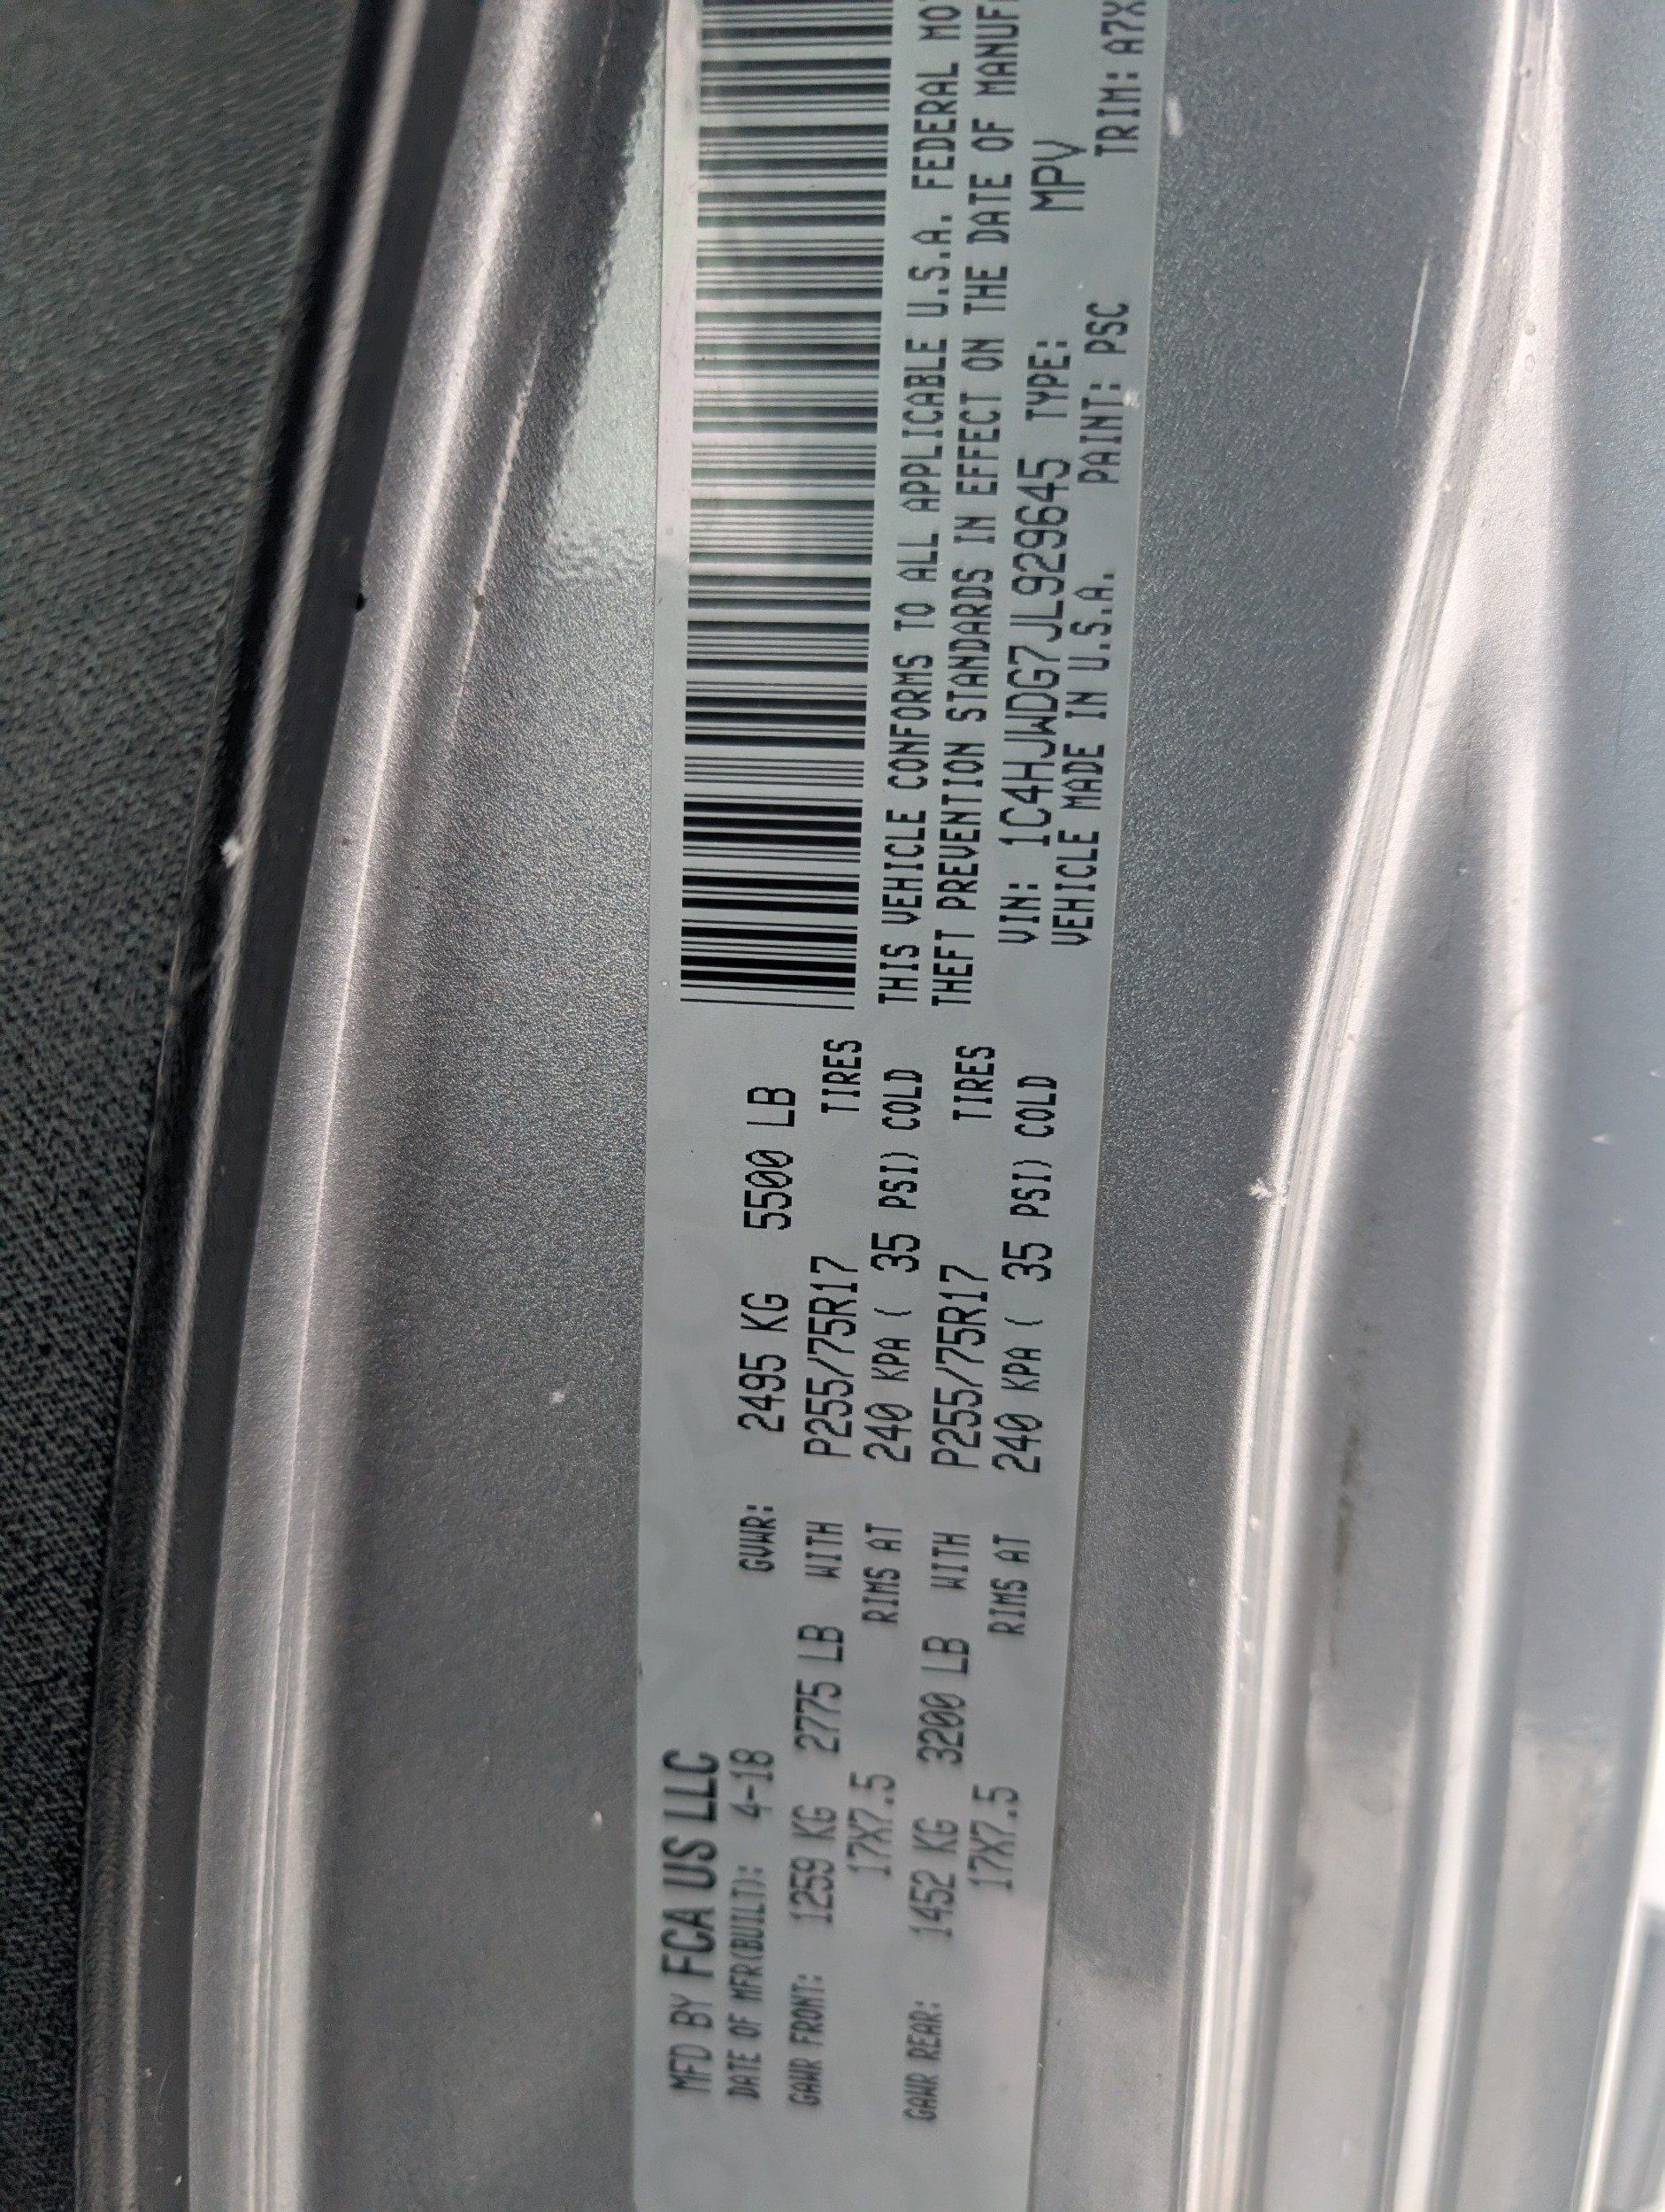 MFD BY FCA US LLC
DATE OF MFR(BUILT): 4-18 GVWR: 2495 KG 5500 LB
GAWR FRONT: 1259 KG 2775 LB WITH P255/75R17 TIRES
17X7.5 RIMS AT 240 KPA ( 35 PSI) COLD
GAWR REAR: 1452 KG 3200 LB WITH P255/75R17 TIRES
17X7.5 RIMS AT 240 KPA ( 35 PSI) COLD
THIS VEHICLE CONFORMS TO ALL APPLICABLE U.S.A. FEDERAL MO
THEFT PREVENTION STANDARDS IN EFFECT ON THE DATE OF MANUF
VIN: 1C4HJWDG7JL929645 TYPE: MPV
VEHICLE MADE IN U.S.A. PAINT: PSC TRIM: A7X